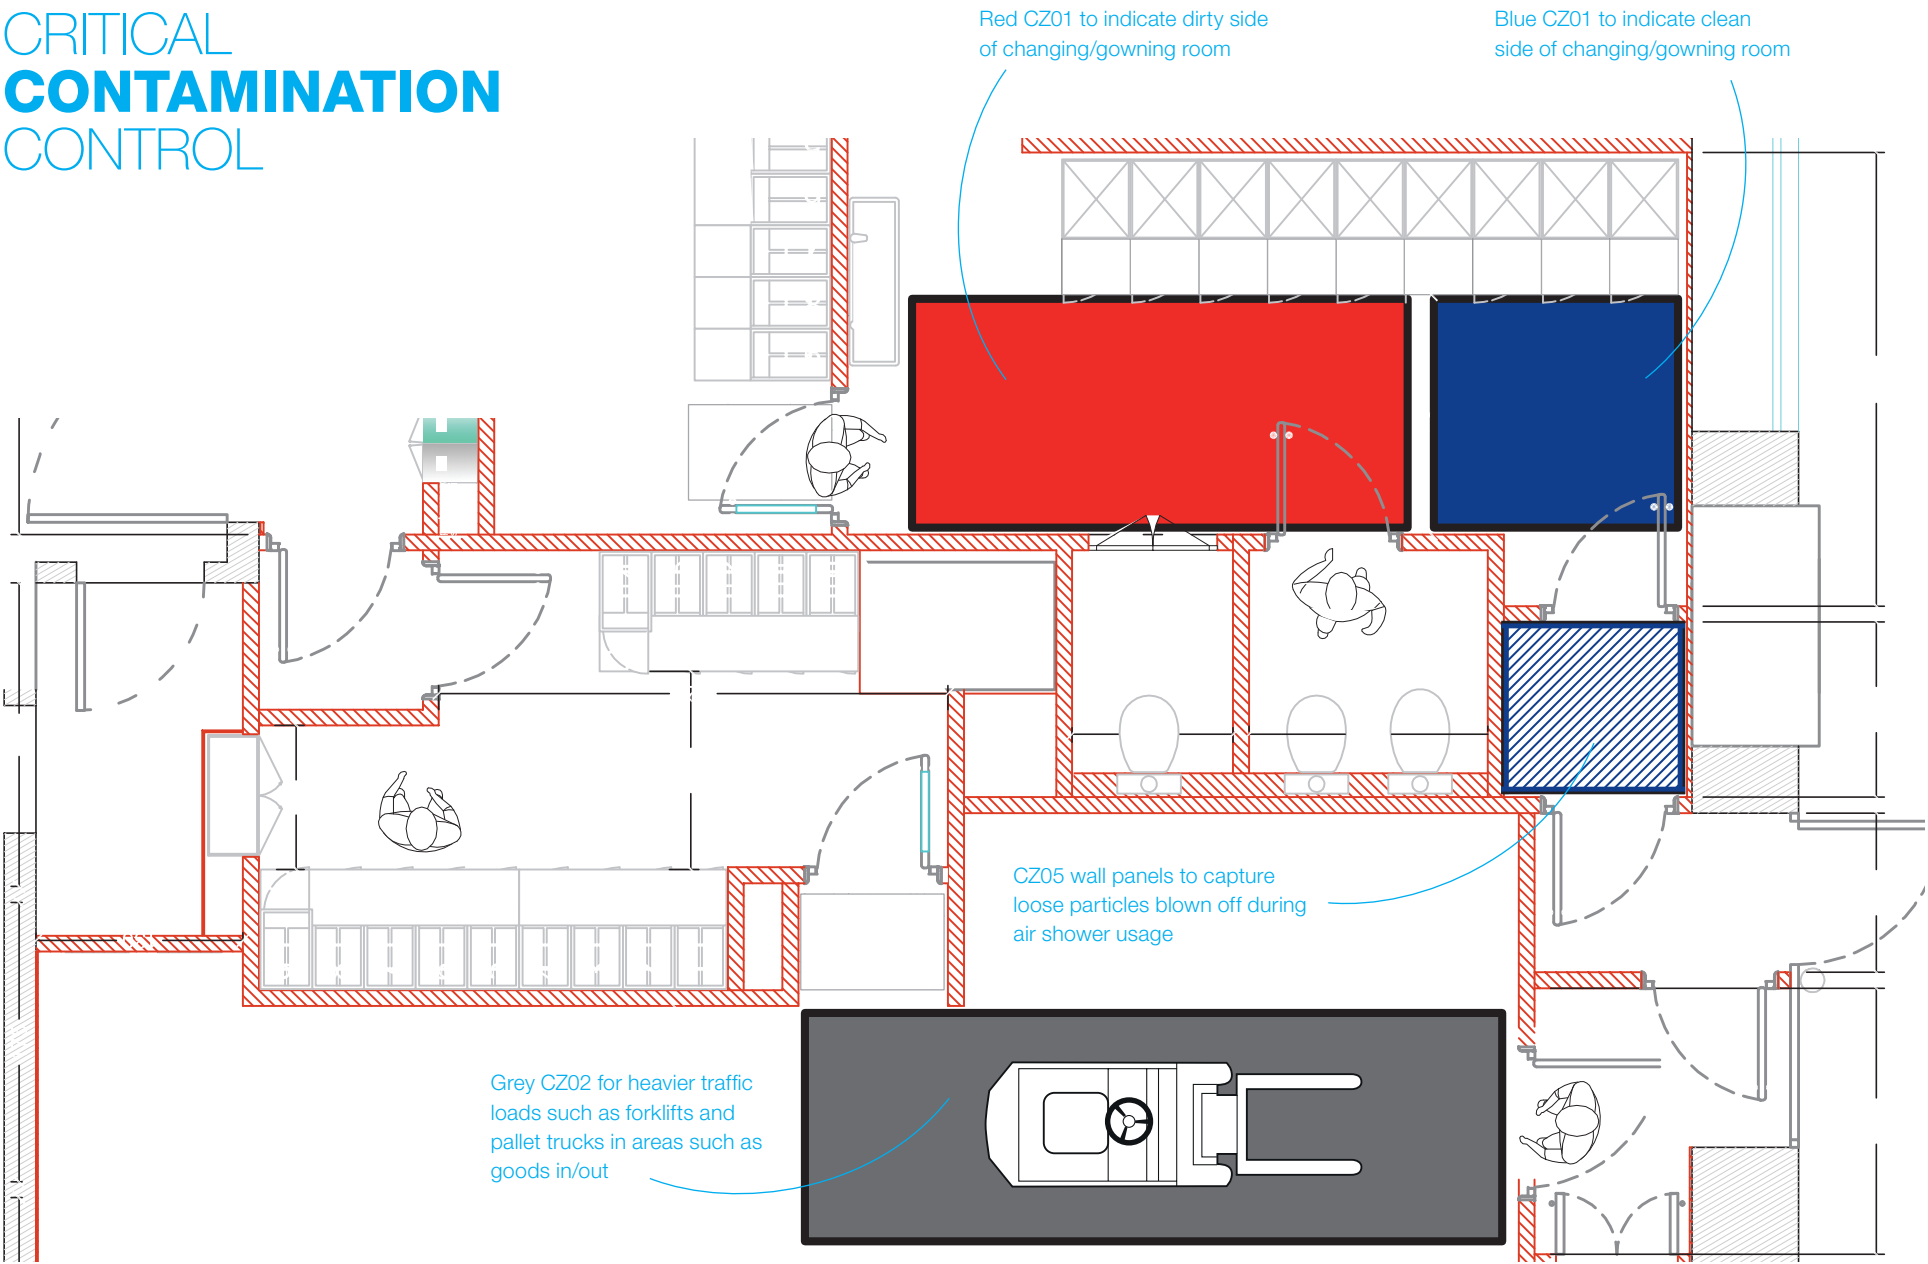 CRITICAL
CONTAMINATION
CONTROL
Red CZ01 to indicate dirty side
of changing/gowning room
Blue CZ01 to indicate clean
side of changing/gowning room
CZ05 wall panels to capture
loose particles blown off during
air shower usage
Grey CZ02 for heavier traffic
loads such as forklifts and
pallet trucks in areas such as
goods in/out